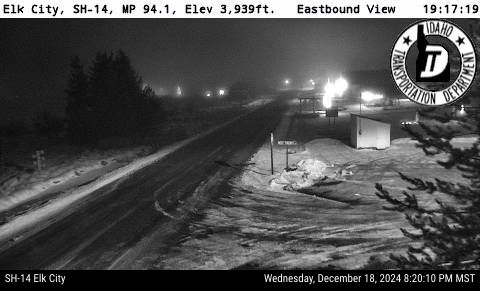 Elk City, SH-14, MP 94.1, Elev 3,939ft. Eastbound View 19:17:19
IDAHO
TRANSPORTATION DEPARTMENT
SH-14 Elk City
Wednesday, December 18, 2024 8:20:10 PM MST